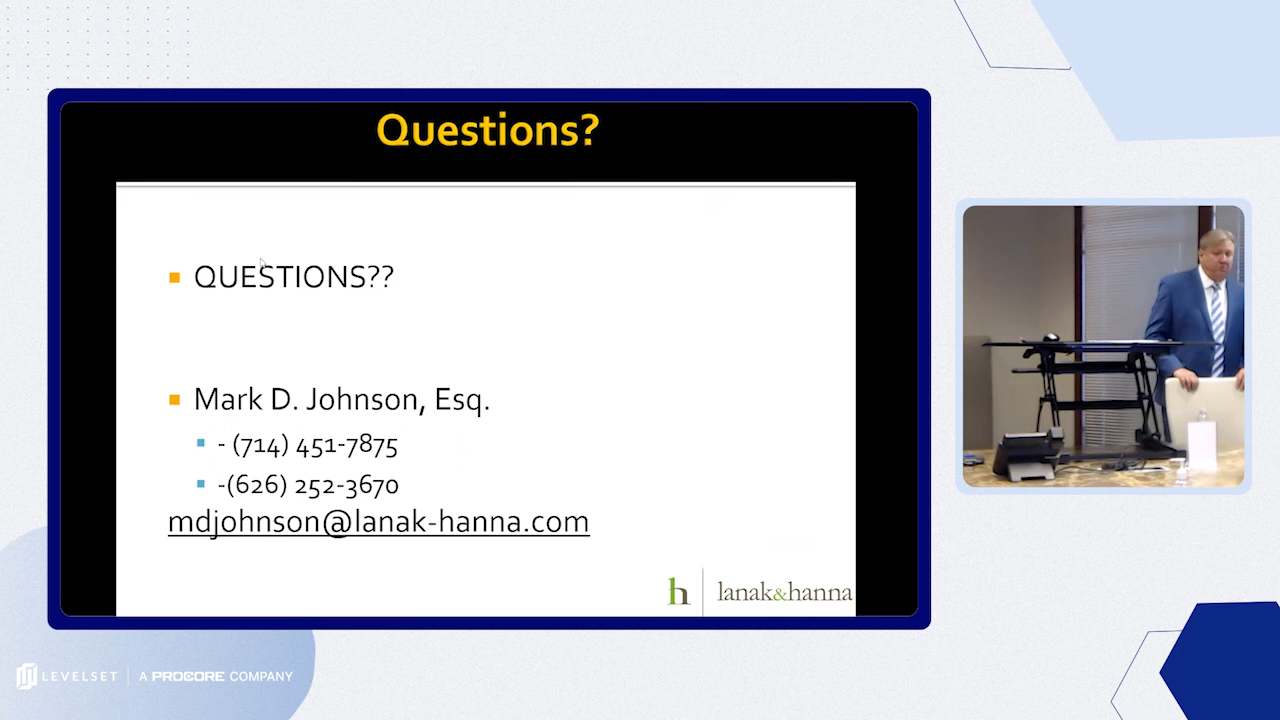 Questions?
QUESTIONS??
Mark D. Johnson, Esq.
- (714) 451-7875
-(626) 252-3670
mdjohnson@lanak-hanna.com
h lanak&hanna
LEVELSET | A PROCORE COMPANY